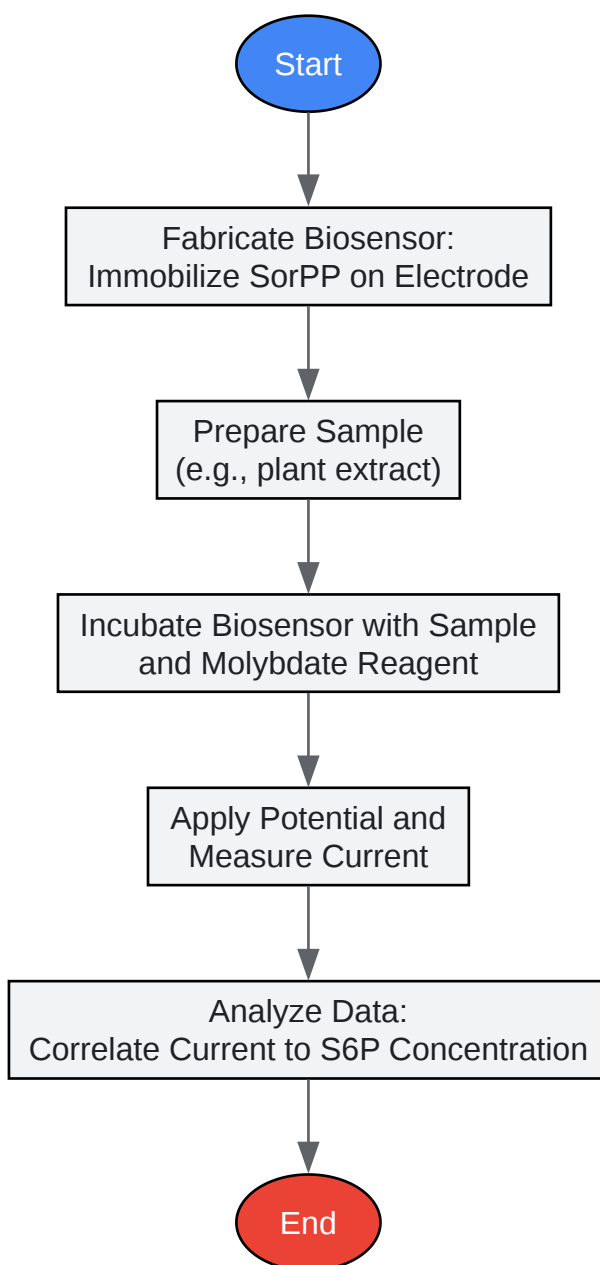 Start
Fabricate Biosensor:
Immobilize SorPP on Electrode
Prepare Sample
(e.g., plant extract)
Incubate Biosensor with Sample
and Molybdate Reagent
Apply Potential and
Measure Current
Analyze Data:
Correlate Current to S6P Concentration
End